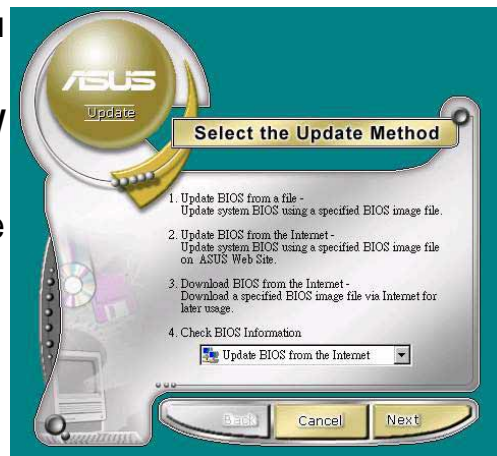 ASUS
Update
Select the Update Method
1. Update BIOS from a file -
Update system BIOS using a specified BIOS image file.
2. Update BIOS from the Internet -
Update system BIOS using a specified BIOS image file
on ASUS Web Site.
3. Download BIOS from the Internet -
Download a specified BIOS image file via Internet for
later usage.
4. Check BIOS Information
Update BIOS from the Internet
Back Cancel Next